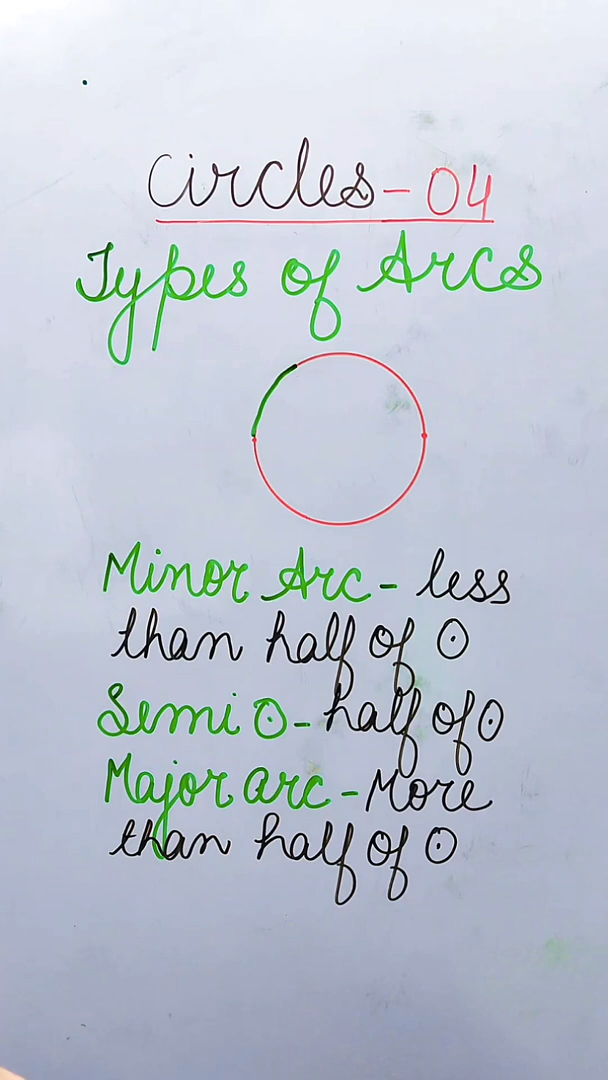 Circles-04
Types of Arcs
Minor Arc - less
than half of ⊙
Semi ⊙ - half of ⊙
Major arc - More
than half of ⊙